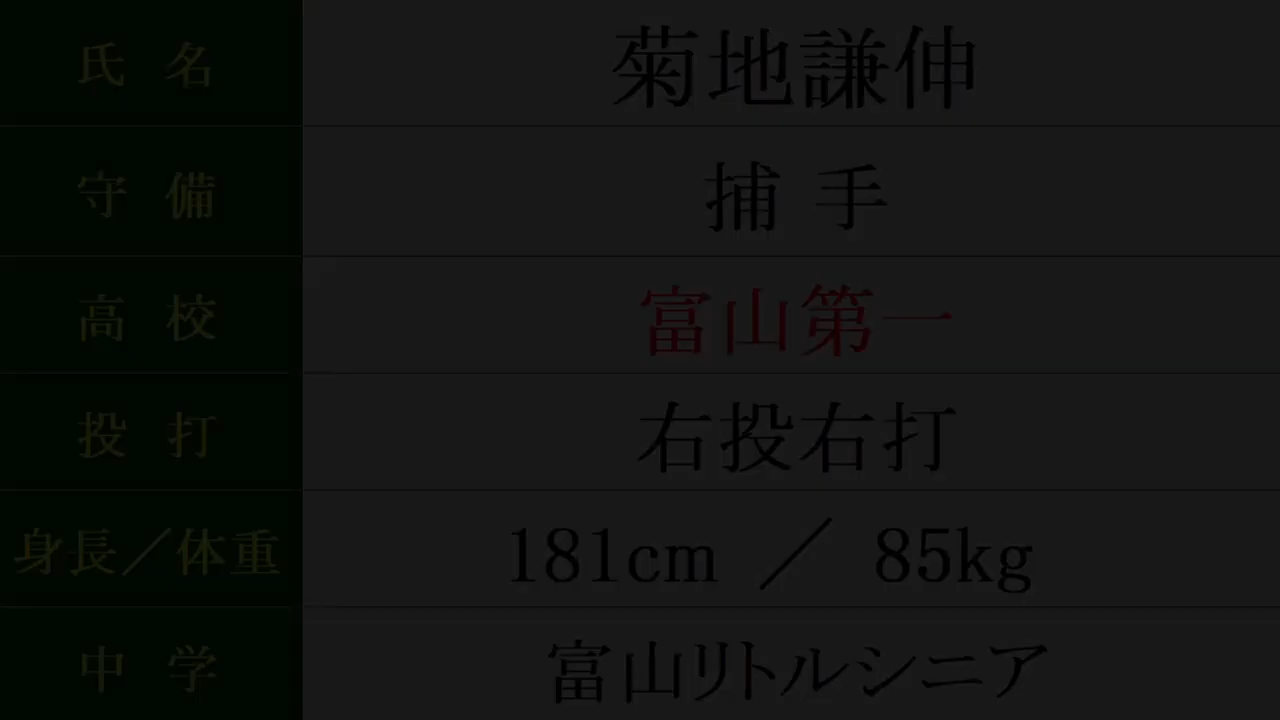 氏 名 菊地謙伸
守 備 捕 手
高 校 富山第一
投 打 右投右打
身長／体重 181cm ／ 85kg
中 学 富山リトルシニア